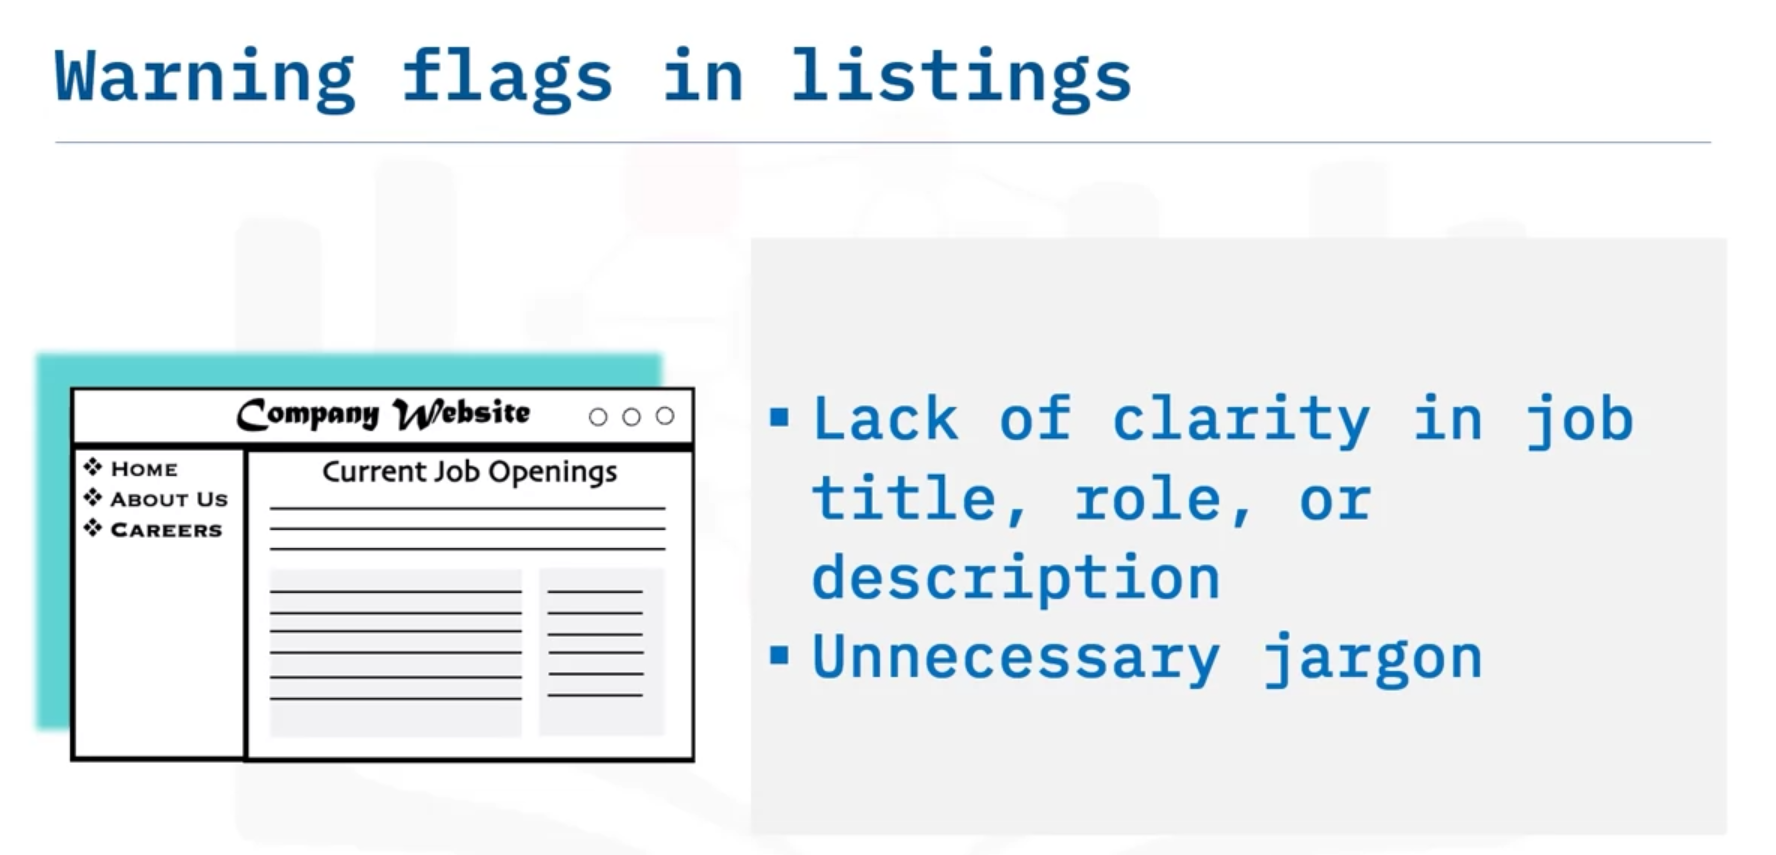 Warning flags in listings
Company Website
❖ HOME
❖ ABOUT US
❖ CAREERS
Current Job Openings
▪ Lack of clarity in job
title, role, or
description
▪ Unnecessary jargon